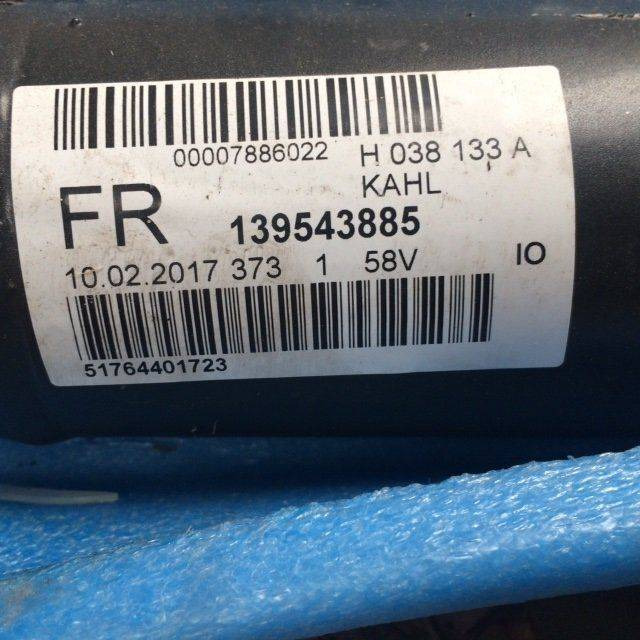 00007886022 H 038 133 A
KAHL
FR 139543885
10.02.2017 373 1 58V IO
51764401723